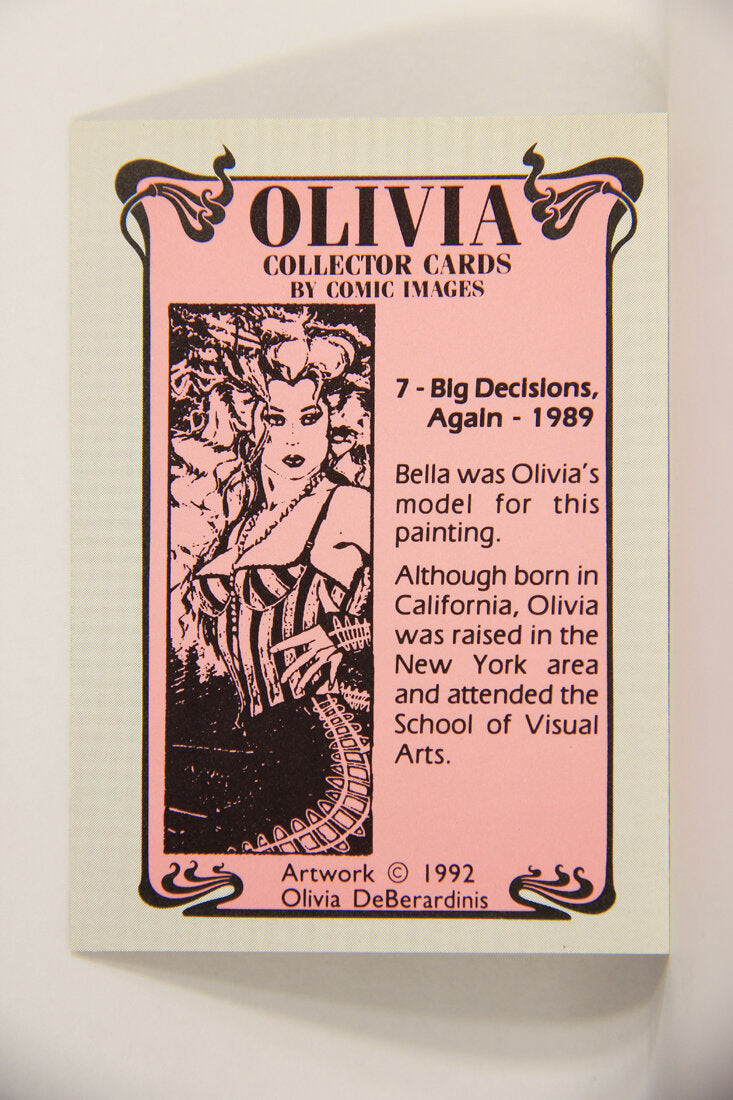 OLIVIA
COLLECTOR CARDS
BY COMIC IMAGES
7 - Big Decisions,
Again - 1989
Bella was Olivia's
model for this
painting.
Although born in
California, Olivia
was raised in the
New York area
and attended the
School of Visual
Arts.
Artwork © 1992
Olivia DeBerardinis